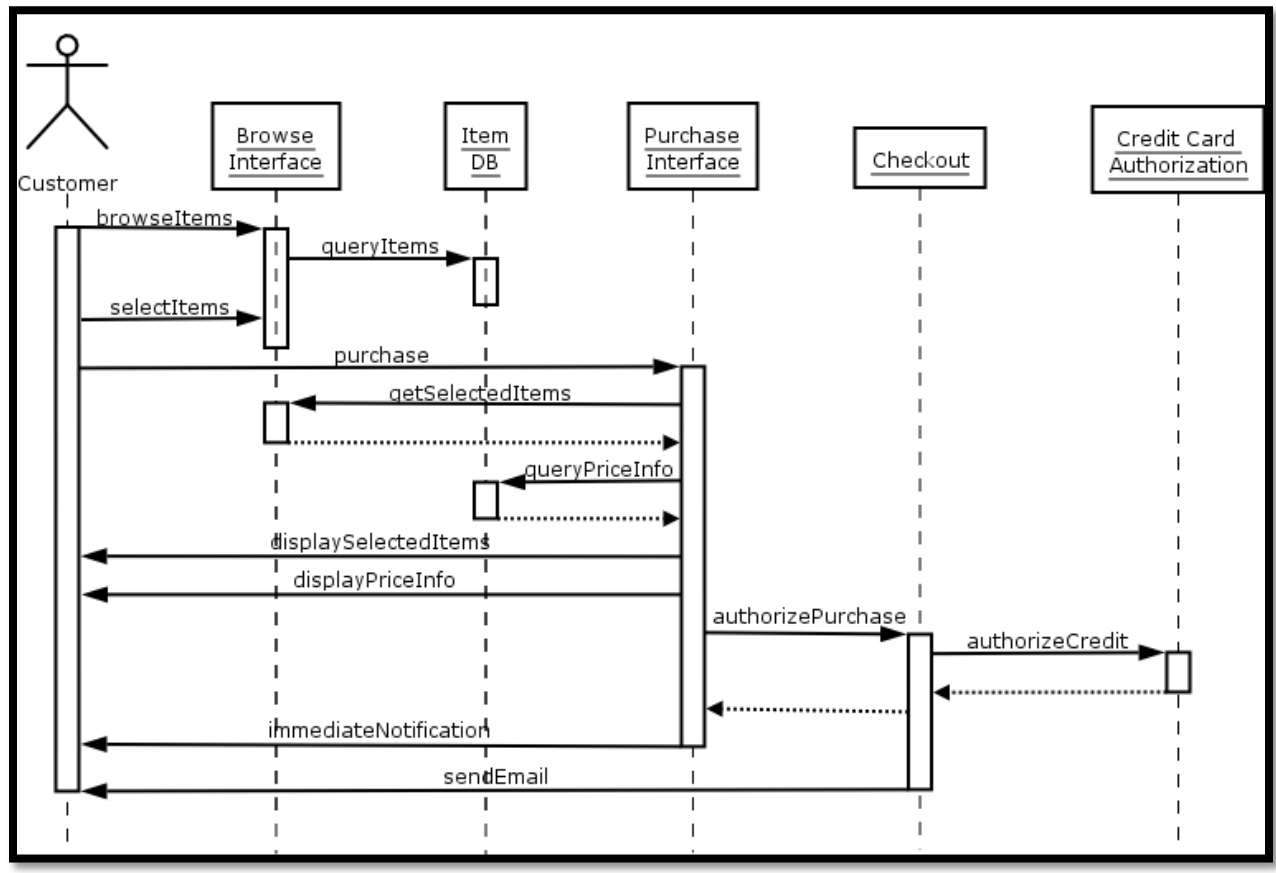 Browse
Interface
Item
DB
Purchase
Interface
Checkout
Credit Card
Authorization
Customer
browseItems
queryItems
selectItems
purchase
getSelectedItems
queryPriceInfo
displaySelectedItems
displayPriceInfo
authorizePurchase
authorizeCredit
immediateNotification
sendEmail